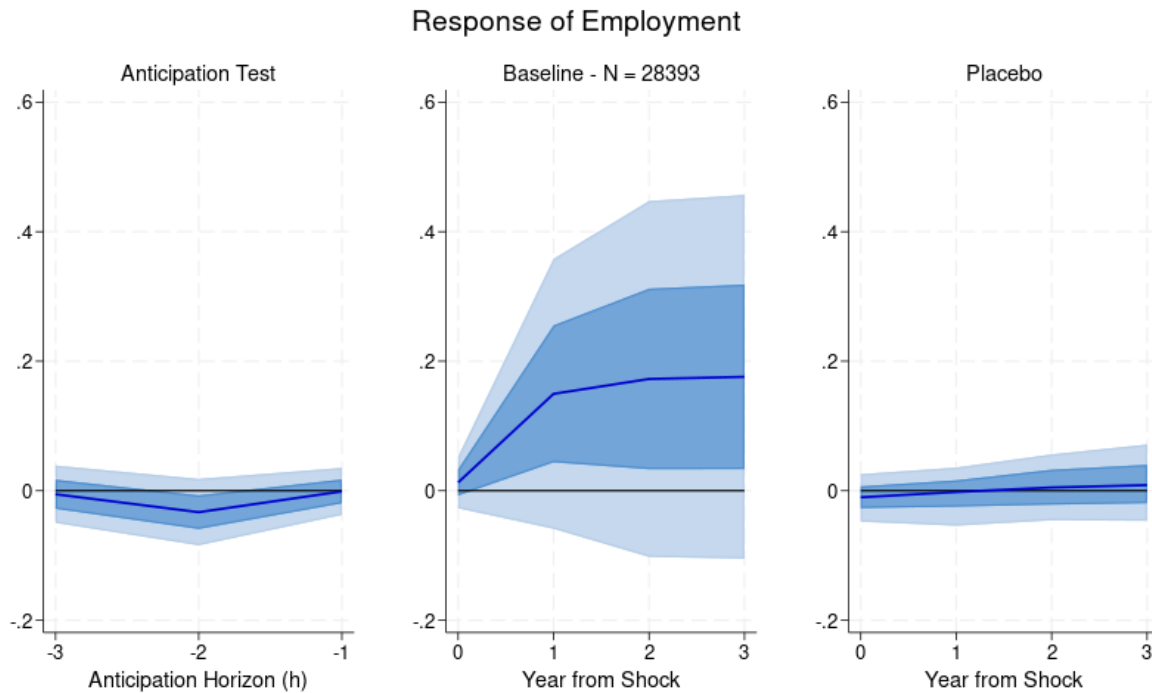 Response of Employment
Anticipation Test
.6
.4
.2
0
-.2
-3 -2 -1
Anticipation Horizon (h)
Baseline - N = 28393
.6
.4
.2
0
-.2
0 1 2 3
Year from Shock
Placebo
.6
.4
.2
0
-.2
0 1 2 3
Year from Shock